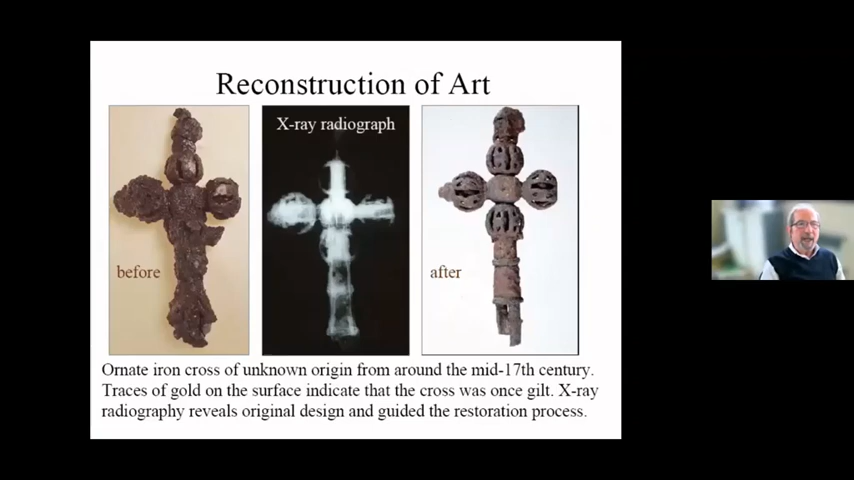 Reconstruction of Art
X-ray radiograph
before
after
Ornate iron cross of unknown origin from around the mid-17th century.
Traces of gold on the surface indicate that the cross was once gilt. X-ray
radiography reveals original design and guided the restoration process.